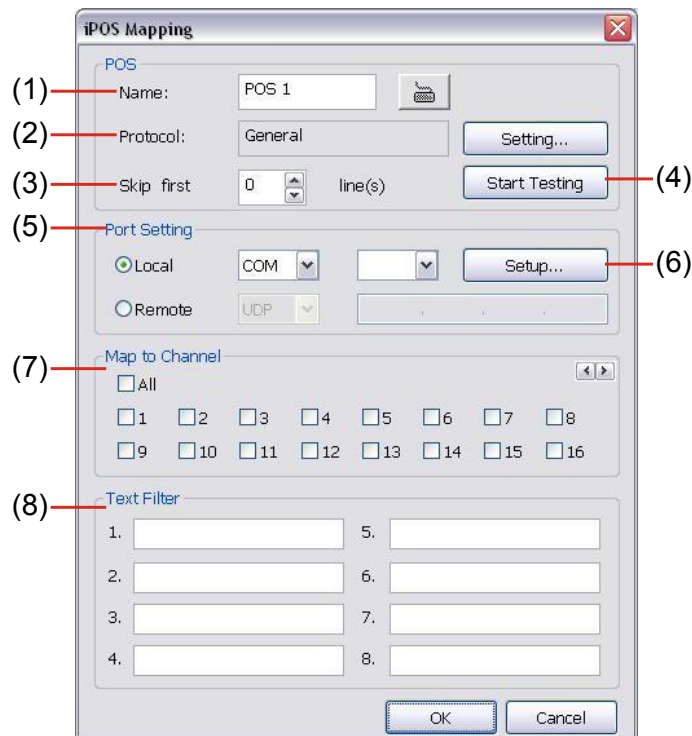 iPOS Mapping
POS
(1) Name: POS 1
(2) Protocol: General Setting...
(3) Skip first 0 line(s) Start Testing (4)
(5) Port Setting
Local COM Setup... (6)
Remote UDP . . .
(7) Map to Channel
All
1 2 3 4 5 6 7 8
9 10 11 12 13 14 15 16
(8) Text Filter
1. 5.
2. 6.
3. 7.
4. 8.
OK Cancel